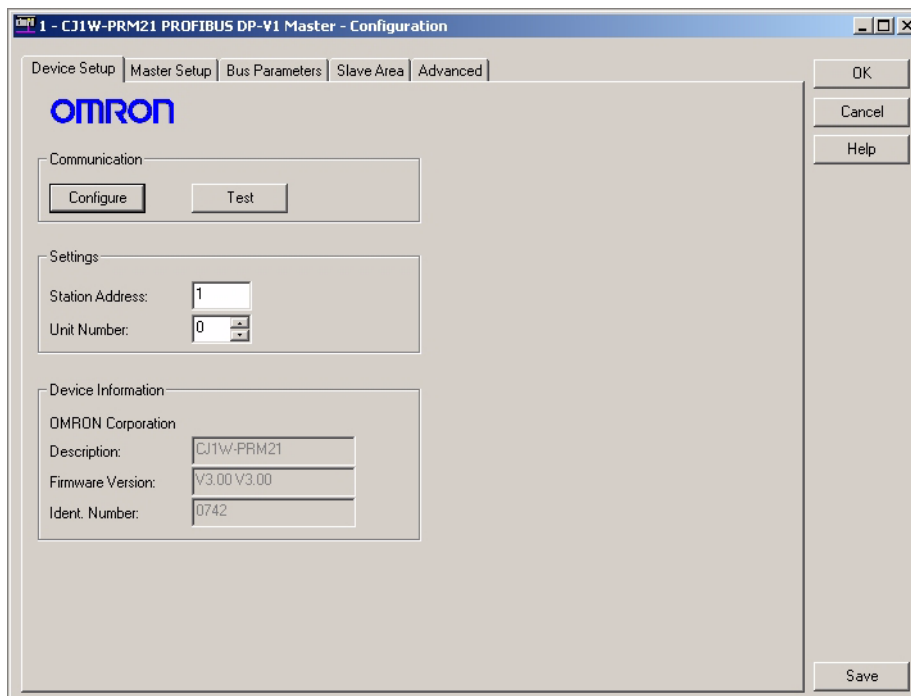 1 - CJ1W-PRM21 PROFIBUS DP-V1 Master - Configuration
Device Setup Master Setup Bus Parameters Slave Area Advanced
OK
OMRON
Cancel
Help
Communication
Configure Test
Settings
Station Address: 1
Unit Number: 0
Device Information
OMRON Corporation
Description: CJ1W-PRM21
Firmware Version: V3.00 V3.00
Ident. Number: 0742
Save